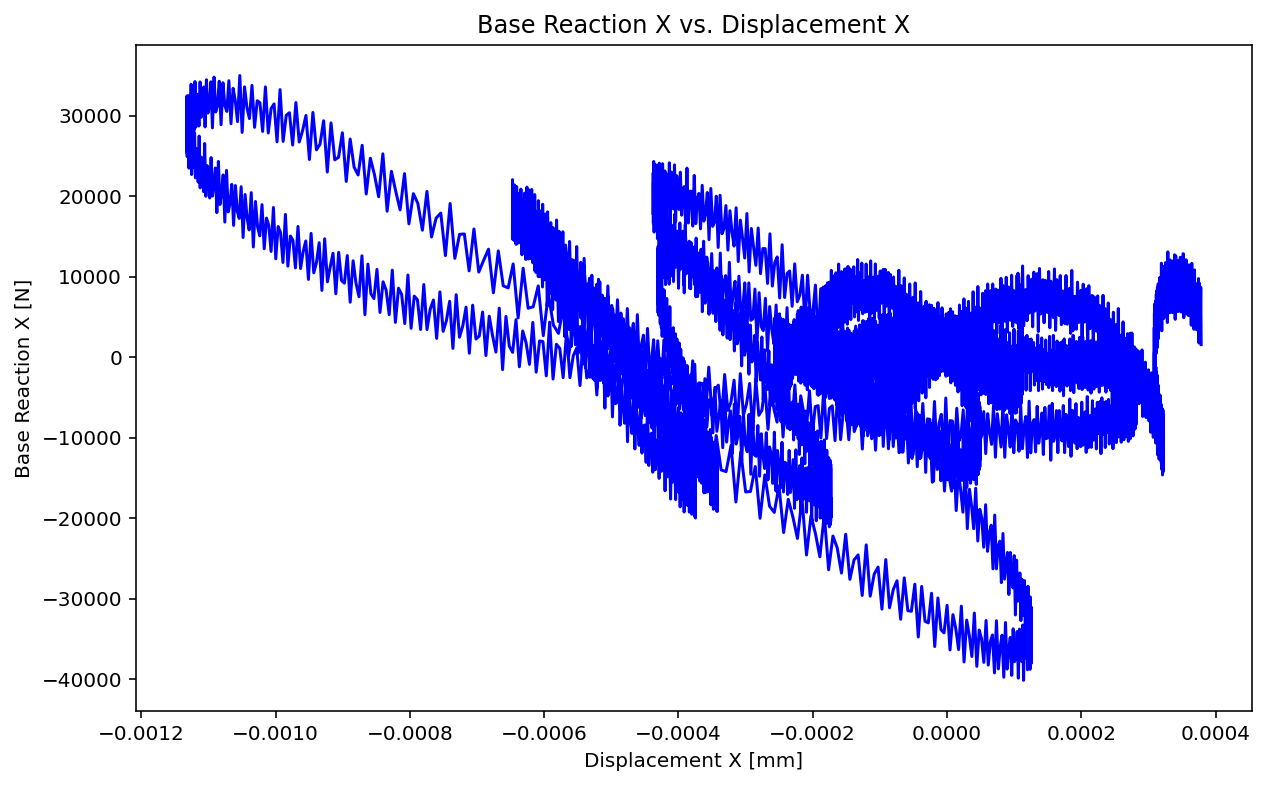 Base Reaction X vs. Displacement X
Base Reaction X [N]
30000
20000
10000
0
−10000
−20000
−30000
−40000
−0.0012 −0.0010 −0.0008 −0.0006 −0.0004 −0.0002 0.0000 0.0002 0.0004
Displacement X [mm]